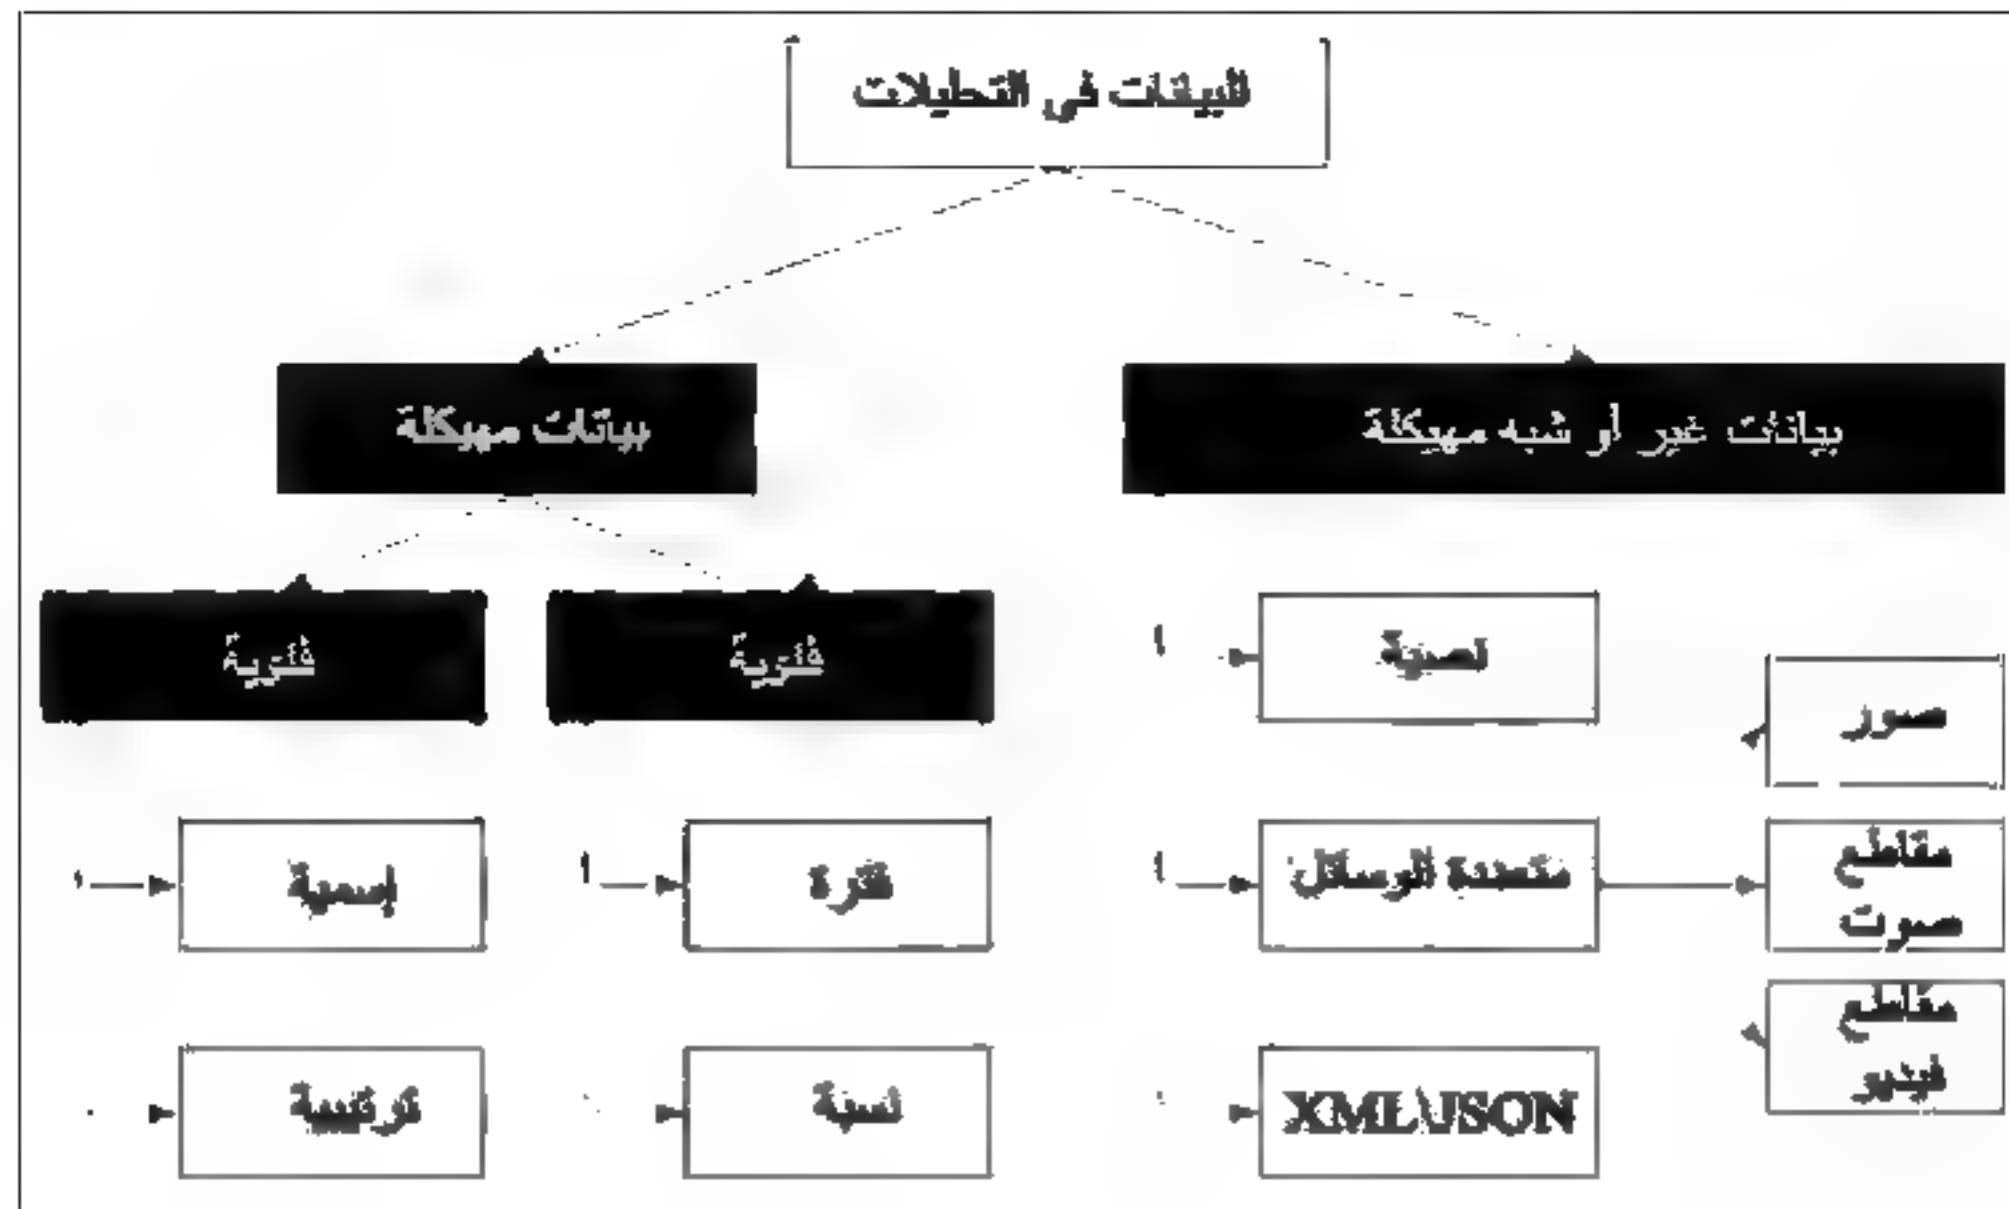 البيانات في التحليلات
بيانات غير أو شبه مهيكلة
بيانات مهيكلة
نصية
صور
متعددة الوسائل
مقاطع
صوت
مقاطع
فيديو
XML\JSON
فئوية
فئوية
فترة
نسبة
إسمية
ترتيبية